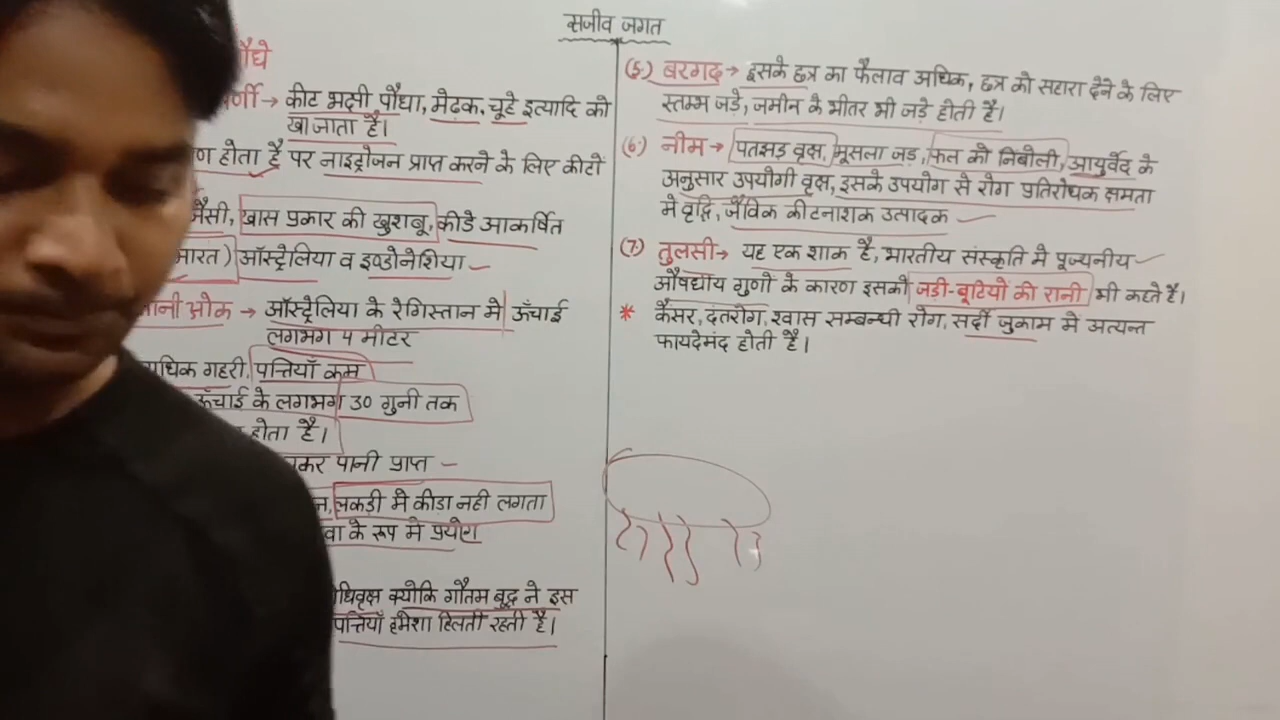 सजीव जगत
पौधे
पर्णी → कीट भक्षी पौधा, मेढ़क, चूहे इत्यादि को
खा जाता है।
होता है पर नाइट्रोजन प्राप्त करने के लिए कीटों
जैसी, खास प्रकार की खुशबू, कीडे आकर्षित
भारत) ऑस्ट्रेलिया व इण्डोनेशिया
ओक → ऑस्ट्रेलिया के रेगिस्तान मे ऊँचाई
लगभग 4 मीटर
गहरी, पत्तियाँ कम
ऊँचाई के लगभग 30 गुनी तक
होता है।
पानी प्राप्त
लकड़ी मे कीड़ा नही लगता
के रूप मे प्रयोग
क्योकि गौतम बुद्ध ने इस
पत्तियाँ हमेशा हिलती रहती है।
(5.) बरगद → इसके छत्र का फैलाव अधिक, छत्र को सहारा देने के लिए
स्तम्भ जड़े, जमीन के भीतर भी जड़े होती है।
(6.) नीम → पतझड़ वृक्ष, मूसला जड़, फल को निंबोली, आयुर्वेद के
अनुसार उपयोगी वृक्ष, इसके उपयोग से रोग प्रतिरोधक क्षमता
मे वृद्वि, जैविक कीटनाशक उत्पादक
(7.) तुलसी → यह एक शाक है, भारतीय संस्कृति मे पूज्यनीय
औषधीय गुणो के कारण इसको जड़ी-बूटियों की रानी भी कहते है।
* कैंसर, दंतरोग, श्वास सम्बन्धी रोग, सर्दी जुकाम मे अत्यन्त
फायदेमंद होती है।